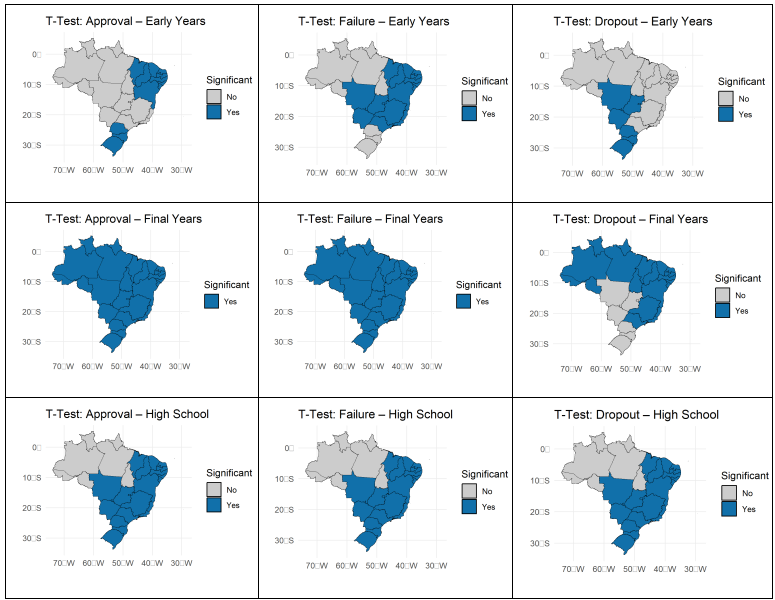 T-Test: Approval – Early Years
0□
10□S
20□S
30□S
70□W 60□W 50□W 40□W 30□W
Significant
No
Yes
T-Test: Failure – Early Years
0□
10□S
20□S
30□S
70□W 60□W 50□W 40□W 30□W
Significant
No
Yes
T-Test: Dropout – Early Years
0□
10□S
20□S
30□S
70□W 60□W 50□W 40□W 30□W
Significant
No
Yes
T-Test: Approval – Final Years
0□
10□S
20□S
30□S
70□W 60□W 50□W 40□W 30□W
Significant
Yes
T-Test: Failure – Final Years
0□
10□S
20□S
30□S
70□W 60□W 50□W 40□W 30□W
Significant
Yes
T-Test: Dropout – Final Years
0□
10□S
20□S
30□S
70□W 60□W 50□W 40□W 30□W
Significant
No
Yes
T-Test: Approval – High School
0□
10□S
20□S
30□S
70□W 60□W 50□W 40□W 30□W
Significant
No
Yes
T-Test: Failure – High School
0□
10□S
20□S
30□S
70□W 60□W 50□W 40□W 30□W
Significant
No
Yes
T-Test: Dropout – High School
0□
10□S
20□S
30□S
70□W 60□W 50□W 40□W 30□W
Significant
No
Yes